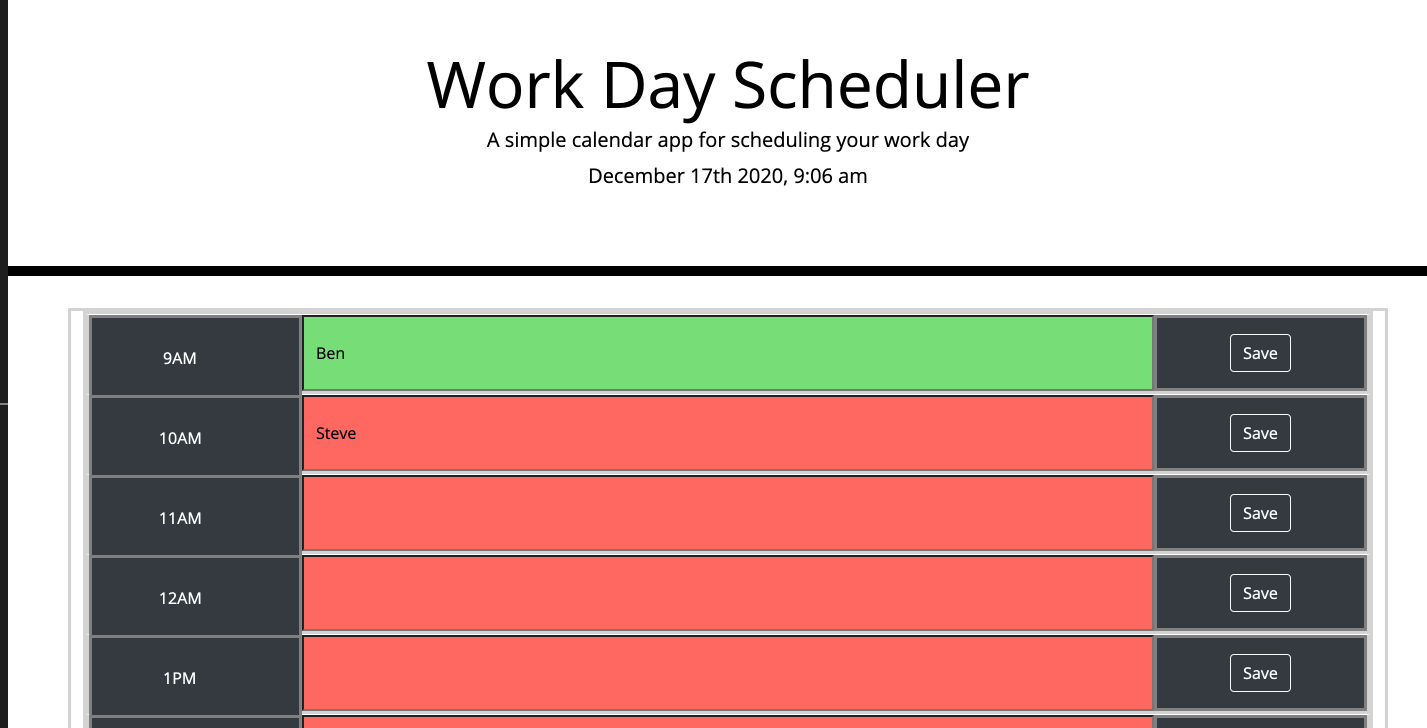 Work Day Scheduler
A simple calendar app for scheduling your work day
December 17th 2020, 9:06 am
9AM Ben Save
10AM Steve Save
11AM Save
12AM Save
1PM Save